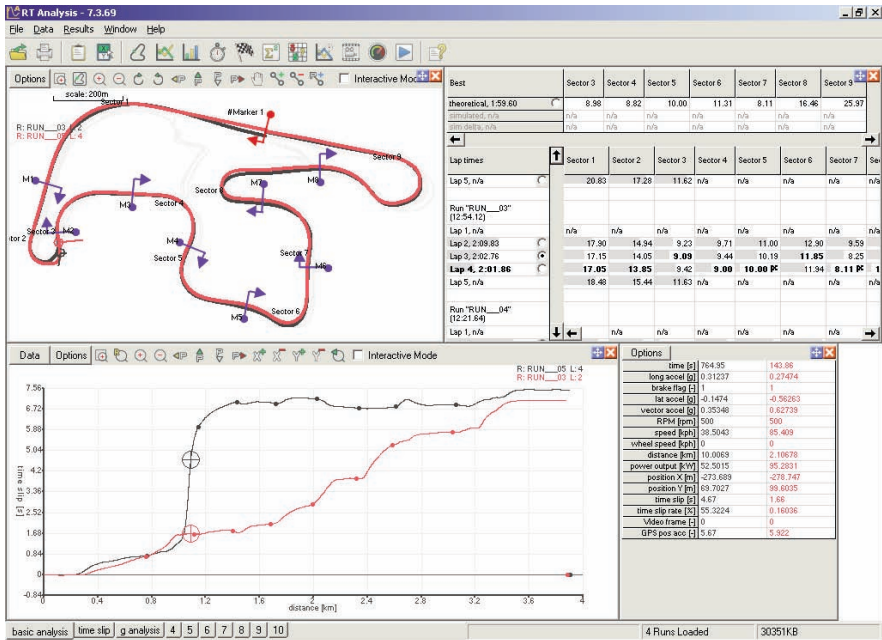 RT Analysis - 7.3.69
File Data Results Window Help
Options Interactive Mod
scale: 200m
Sector 1
#Marker 1
R: RUN___03 L:2
R: RUN___05 L:4
Sector 9
M1
M3
Sector 4
Sector 8
M7
M8
Sector 3
M2
tor 2
M4
Sector 5
Sector 7
M6
M5
Sector 6
Best Sector 3 Sector 4 Sector 5 Sector 6 Sector 7 Sector 8 Sector 9
theoretical, 1:59.60 8.98 8.82 10.00 11.31 8.11 16.46 25.97
simulated, n/a n/a n/a n/a n/a n/a n/a n/a
sim delta, n/a n/a n/a n/a n/a n/a n/a n/a
Lap times Sector 1 Sector 2 Sector 3 Sector 4 Sector 5 Sector 6 Sector 7 Sec
Lap 5, n/a 20.83 17.28 11.62 n/a n/a n/a n/a
Run "RUN___03"
(12:54.12)
Lap 1, n/a n/a n/a n/a n/a n/a n/a n/a
Lap 2, 2:09.83 17.90 14.94 9.23 9.71 11.00 12.90 9.59
Lap 3, 2:02.76 17.15 14.05 9.09 9.44 10.19 11.85 8.25
Lap 4, 2:01.86 17.05 13.85 9.42 9.00 10.00 11.94 8.11 1
Lap 5, n/a 18.48 15.44 11.63 n/a n/a n/a n/a
Run "RUN___04"
(12:21.64)
Lap 1, n/a n/a n/a n/a n/a n/a n/a
Data Options Interactive Mode
R: RUN___05 L:4
R: RUN___03 L:2
7.56
6.72
5.88
5.04
4.2
3.36
2.52
1.68
0.84
0
-0.84
time slip [s]
0 0.4 0.8 1.2 1.6 2 2.4 2.8 3.2 3.6 4
distance [km]
Options
time [s] 764.95 143.86
long accel [g] 0.31237 0.27474
brake flag [-] 1 1
lat accel [g] -0.1474 -0.56263
vector accel [g] 0.35348 0.62739
RPM [rpm] 500 500
speed [kph] 38.5043 85.409
wheel speed [kph] 0 0
distance [km] 10.0069 2.10678
power output [kW] 52.5015 95.2831
position X [m] -273.689 -278.747
position Y [m] 69.7027 99.6035
time slip [s] 4.67 1.66
time slip rate [%] 55.3224 0.16036
Video frame [-] 0 0
GPS pos acc [-] 5.67 5.922
basic analysis time slip g analysis 4 5 6 7 8 9 10
4 Runs Loaded 30351KB